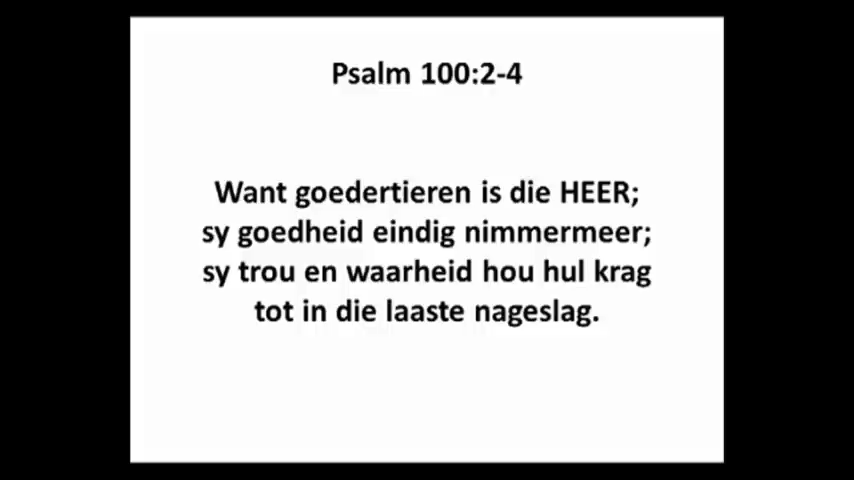 Psalm 100:2-4
Want goedertieren is die HEER;
sy goedheid eindig nimmermeer;
sy trou en waarheid hou hul krag
tot in die laaste nageslag.